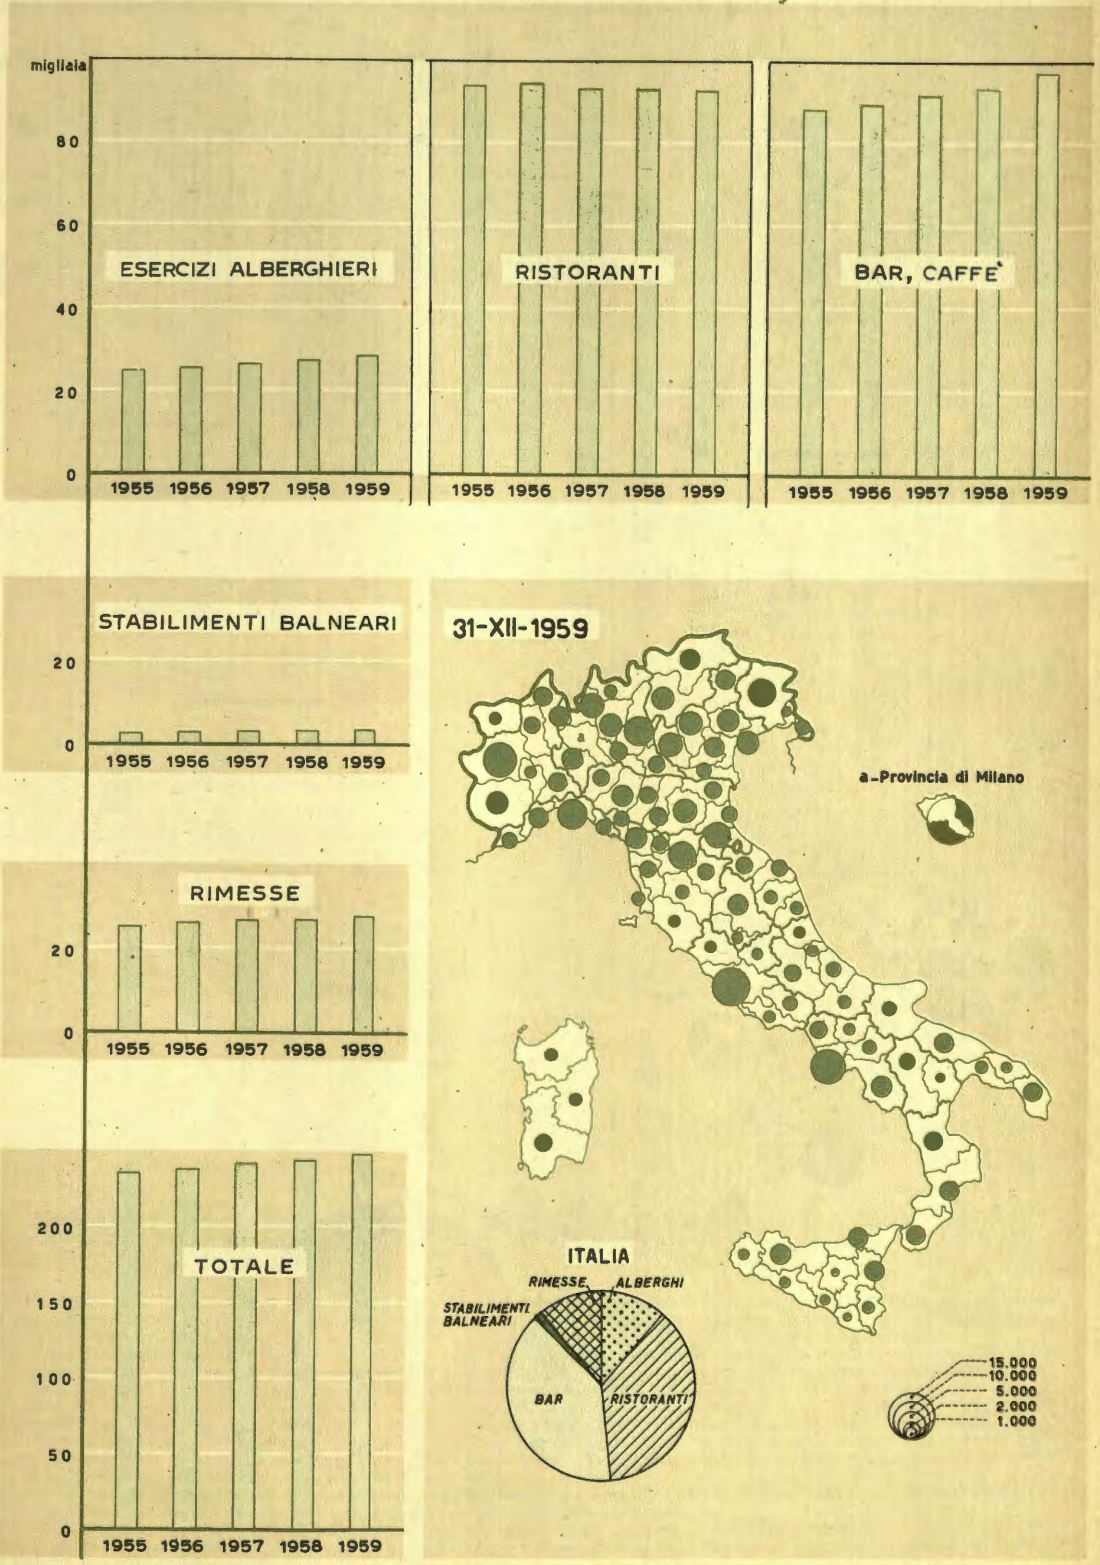 migliaia
80
60
40
20
0
ESERCIZI ALBERGHIERI
1955 1956 1957 1958 1959
RISTORANTI
1955 1956 1957 1958 1959
BAR, CAFFE`
1955 1956 1957 1958 1959
STABILIMENTI BALNEARI
20
0
1955 1956 1957 1958 1959
RIMESSE
20
0
1955 1956 1957 1958 1959
TOTALE
200
150
100
50
0
1955 1956 1957 1958 1959
31-XII-1959
a
a-Provincia di Milano
ITALIA
RIMESSE
ALBERGHI
STABILIMENTI
BALNEARI
BAR
RISTORANTI
15.000
10.000
5.000
2.000
1.000